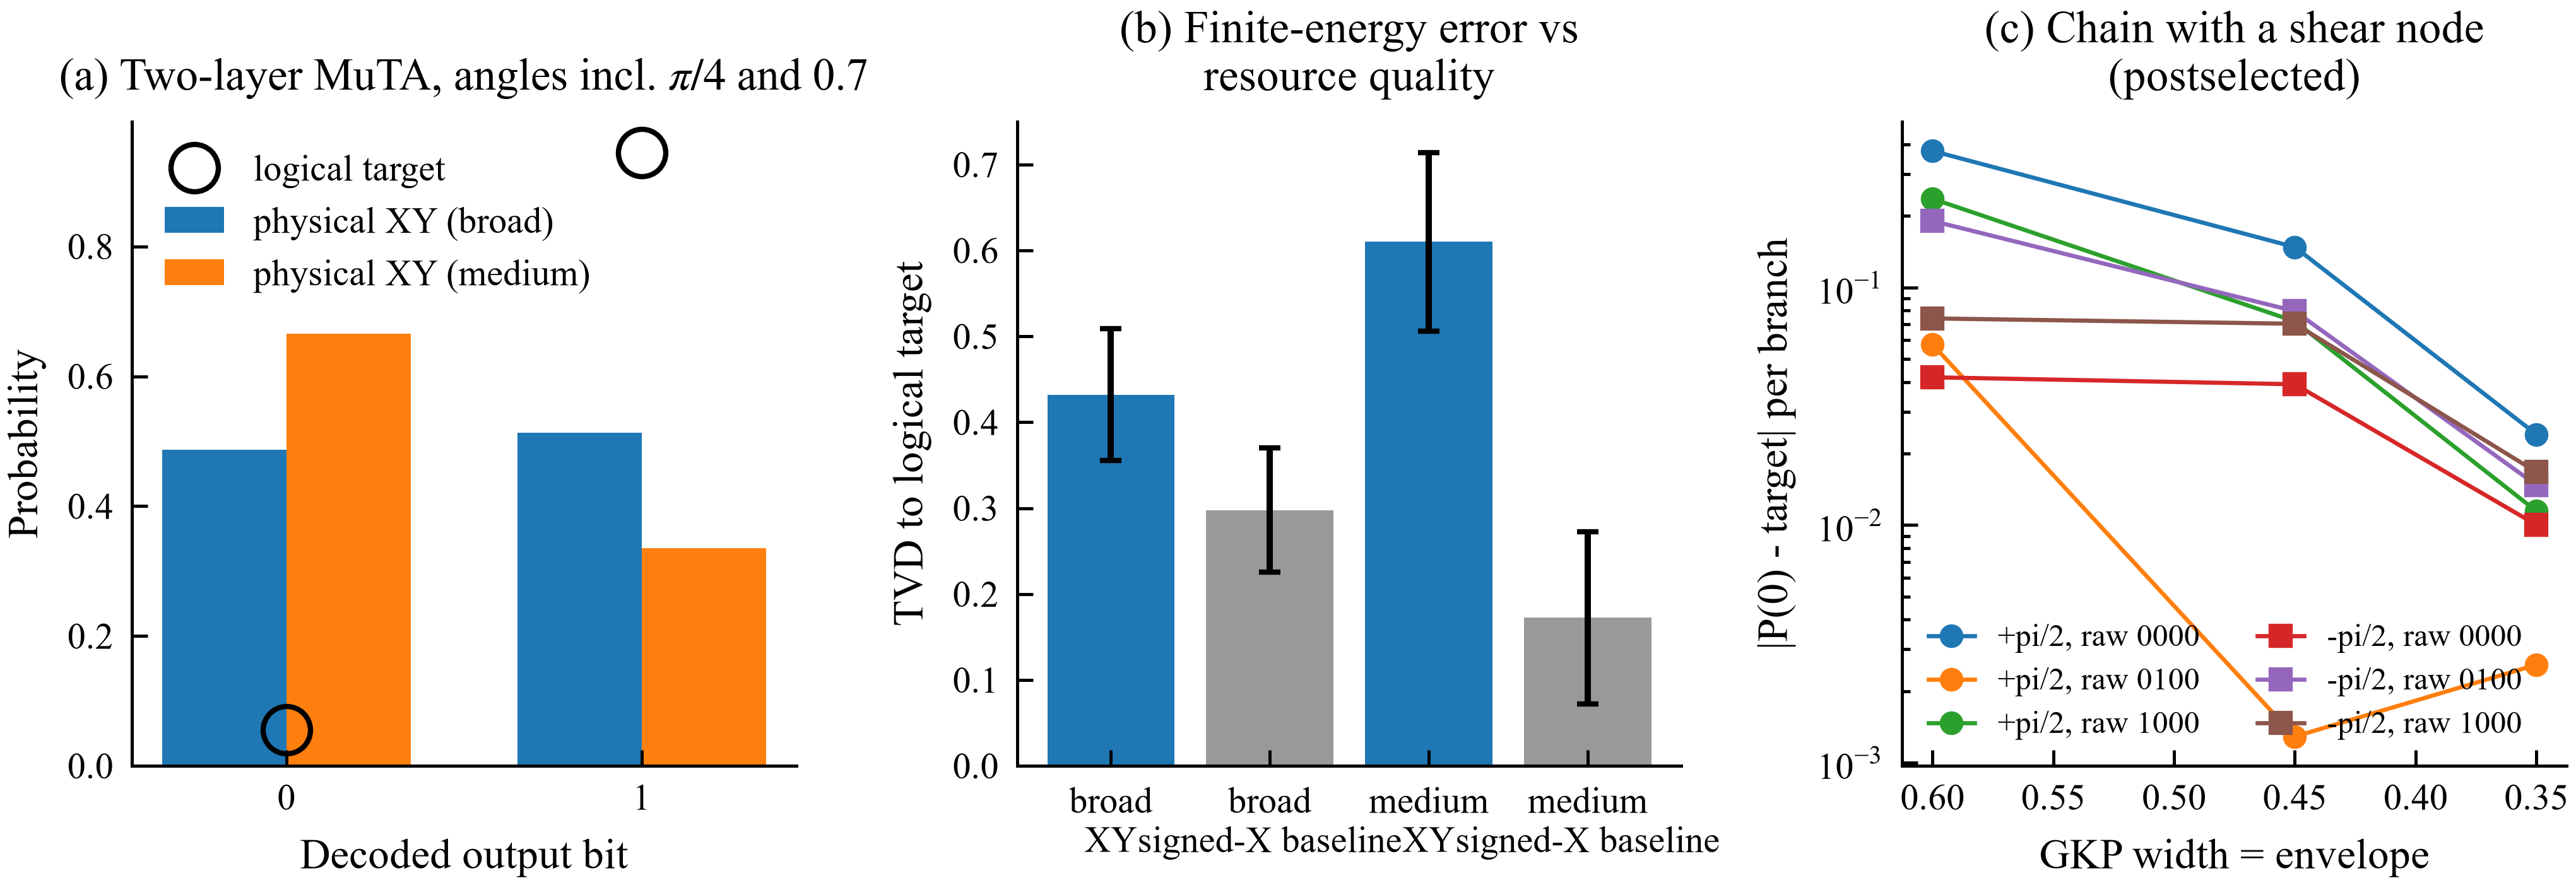 (a) Two-layer MuTA, angles incl. π/4 and 0.7
Probability
0.8
0.6
0.4
0.2
0.0
logical target
physical XY (broad)
physical XY (medium)
0
1
Decoded output bit
(b) Finite-energy error vs
resource quality
TVD to logical target
0.7
0.6
0.5
0.4
0.3
0.2
0.1
0.0
broad
XY
broad
signed-X baseline
medium
XY
medium
signed-X baseline
(c) Chain with a shear node
(postselected)
|P(0) - target| per branch
10⁻¹
10⁻²
10⁻³
+pi/2, raw 0000
+pi/2, raw 0100
+pi/2, raw 1000
-pi/2, raw 0000
-pi/2, raw 0100
-pi/2, raw 1000
0.60
0.55
0.50
0.45
0.40
0.35
GKP width = envelope